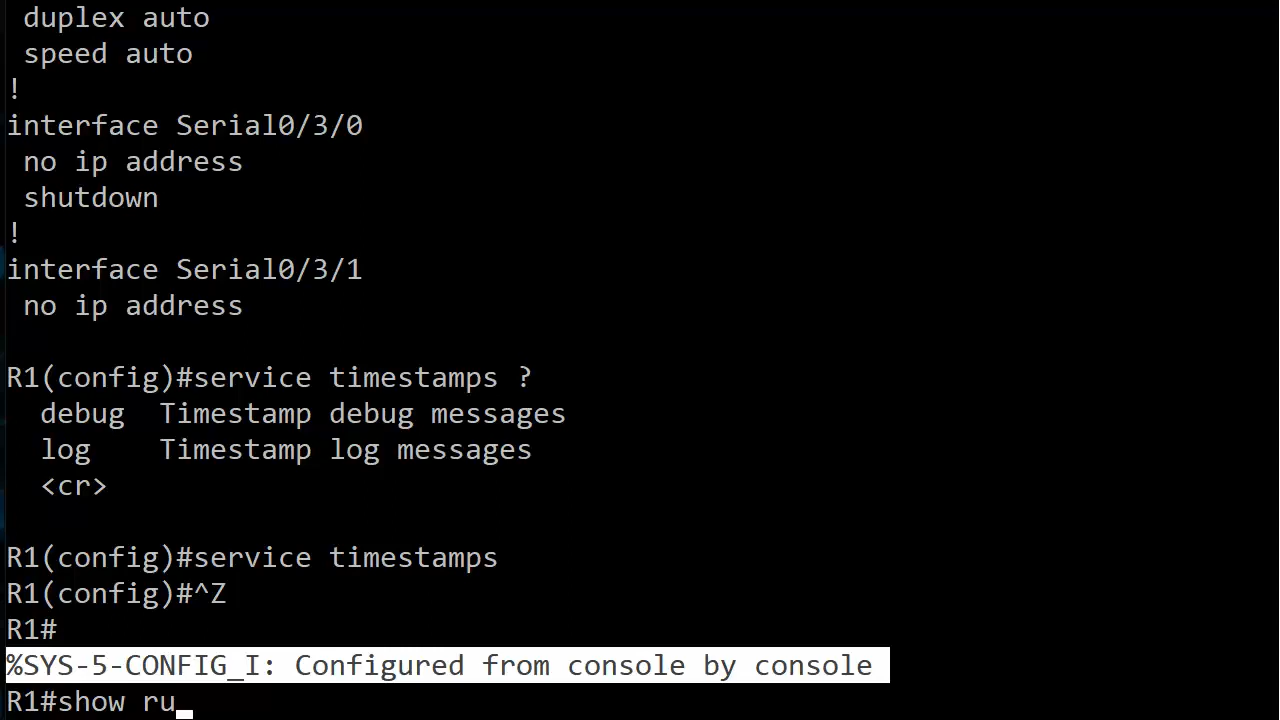 duplex auto
speed auto
!
interface Serial0/3/0
no ip address
shutdown
!
interface Serial0/3/1
no ip address
R1(config)#service timestamps ?
debug Timestamp debug messages
log Timestamp log messages
<cr>
R1(config)#service timestamps
R1(config)#^Z
R1#
%SYS-5-CONFIG_I: Configured from console by console
R1#show ru